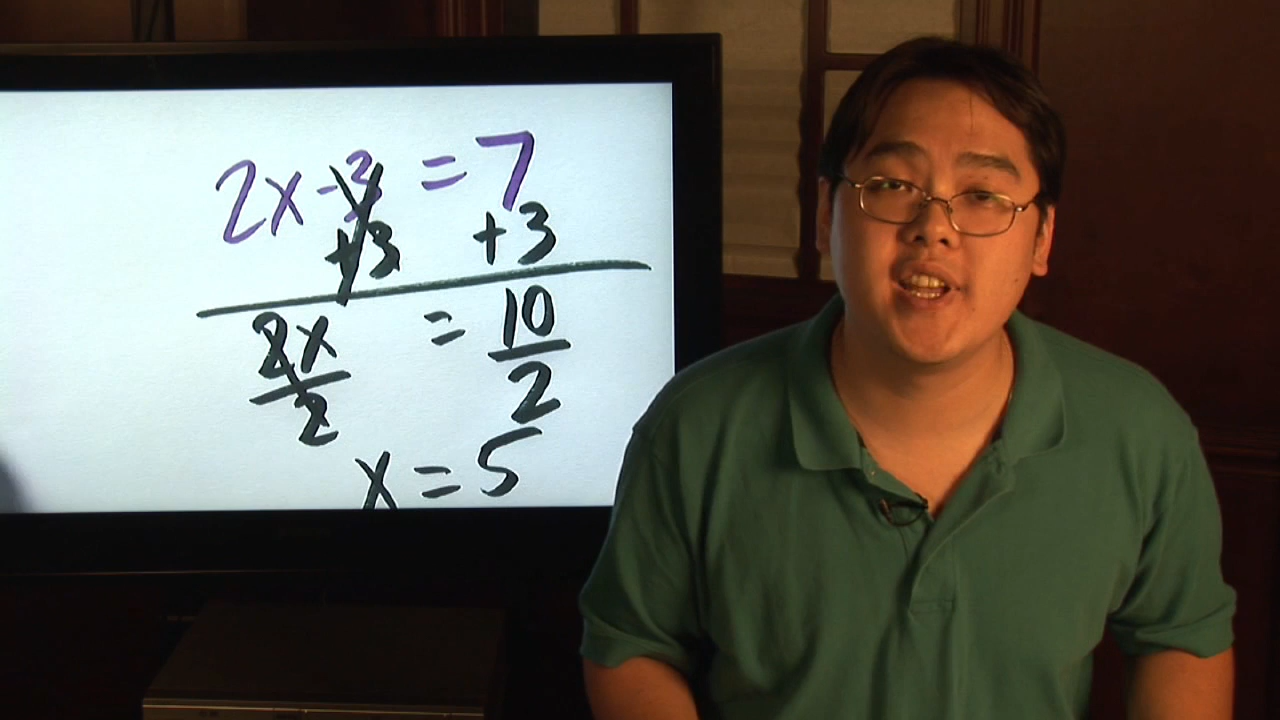 2x -3 = 7
+3 +3
2x = 10
2 2
x = 5